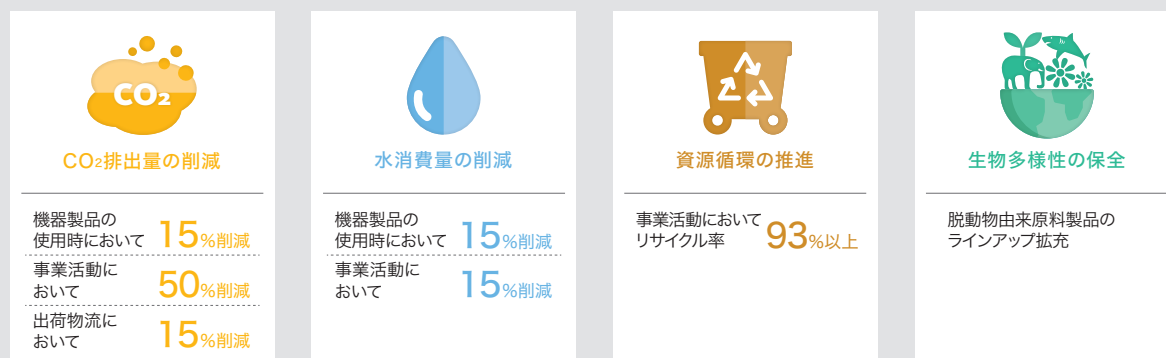 CO₂
CO₂排出量の削減
機器製品の
使用時において 15%削減
事業活動に
おいて 50%削減
出荷物流に
おいて 15%削減
水消費量の削減
機器製品の
使用時において 15%削減
事業活動に
おいて 15%削減
資源循環の推進
事業活動において
リサイクル率 93%以上
生物多様性の保全
脱動物由来原料製品の
ラインアップ拡充